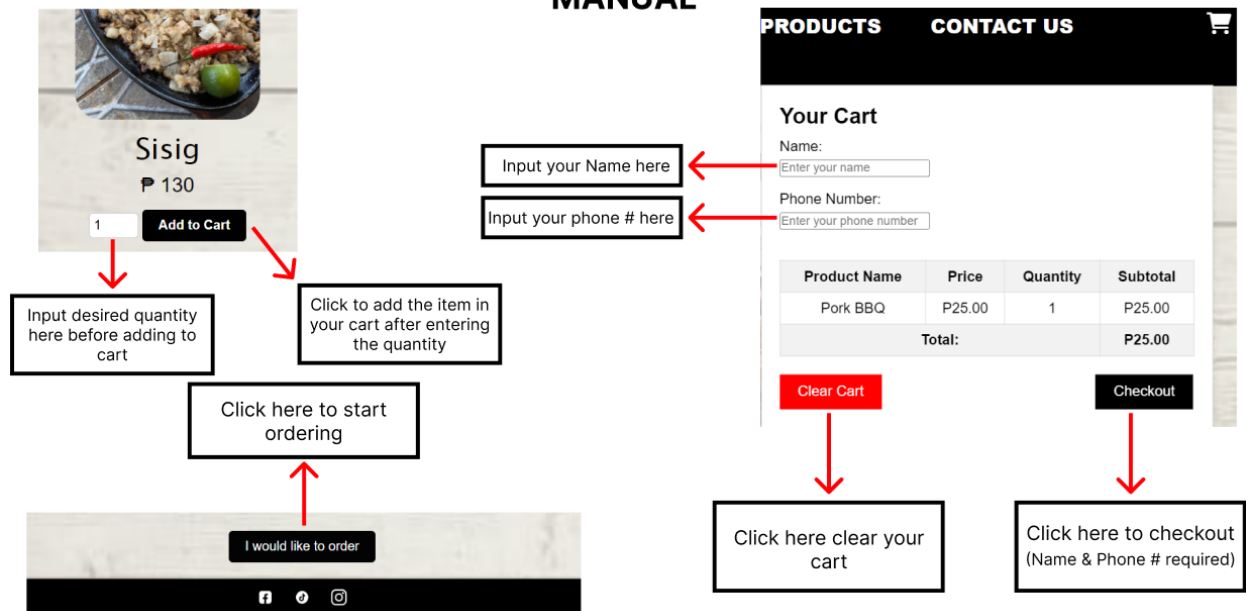 MANUAL
Sisig
₱ 130
1
Add to Cart
Input desired quantity
here before adding to
cart
Click to add the item in
your cart after entering
the quantity
Click here to start
ordering
I would like to order
PRODUCTS CONTACT US
Your Cart
Name:
Enter your name
Input your Name here
Phone Number:
Enter your phone number
Input your phone # here
Product Name Price Quantity Subtotal
Pork BBQ P25.00 1 P25.00
Total: P25.00
Clear Cart
Checkout
Click here clear your
cart
Click here to checkout
(Name & Phone # required)